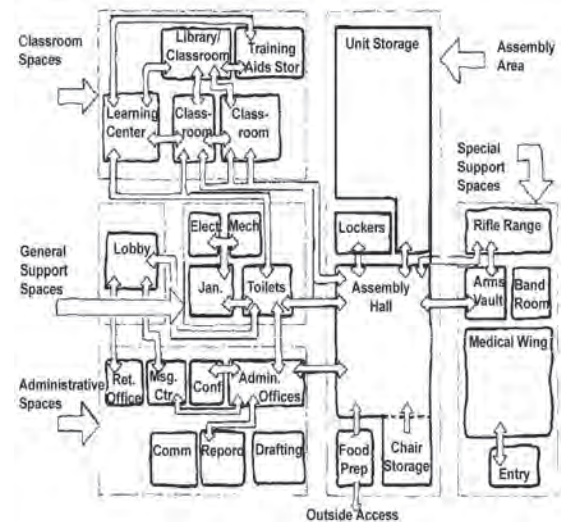 Classroom
Spaces
Library/
Classroom
Training
Aids Stor
Unit Storage
Assembly
Area
Learning
Center
Class-
room
Class-
room
Special
Support
Spaces
Elect
Mech
Lockers
Rifle Range
Lobby
General
Support
Spaces
Jan.
Toilets
Assembly
Hall
Arms
Vault
Band
Room
Medical Wing
Administrative
Spaces
Ret.
Office
Msg.
Ctr
Conf
Admin.
Offices
Comm
Repord
Drafting
Food
Prep
Chair
Storage
Entry
Outside Access